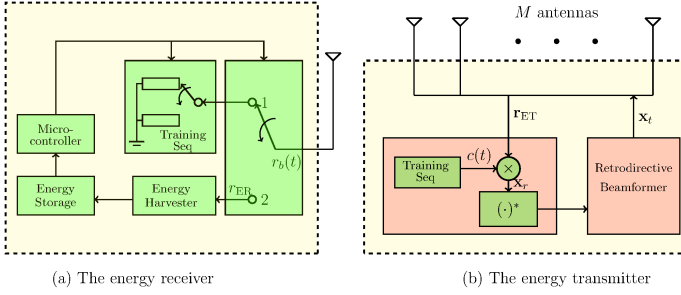 M antennas
1
Training
Seq
Micro-
controller
r_b(t)
Energy
Storage
Energy
Harvester
r_ER
2
r_ET
x_t
Training
Seq
c(t)
×
x_r
(·)*
Retrodirective
Beamformer
(a) The energy receiver
(b) The energy transmitter